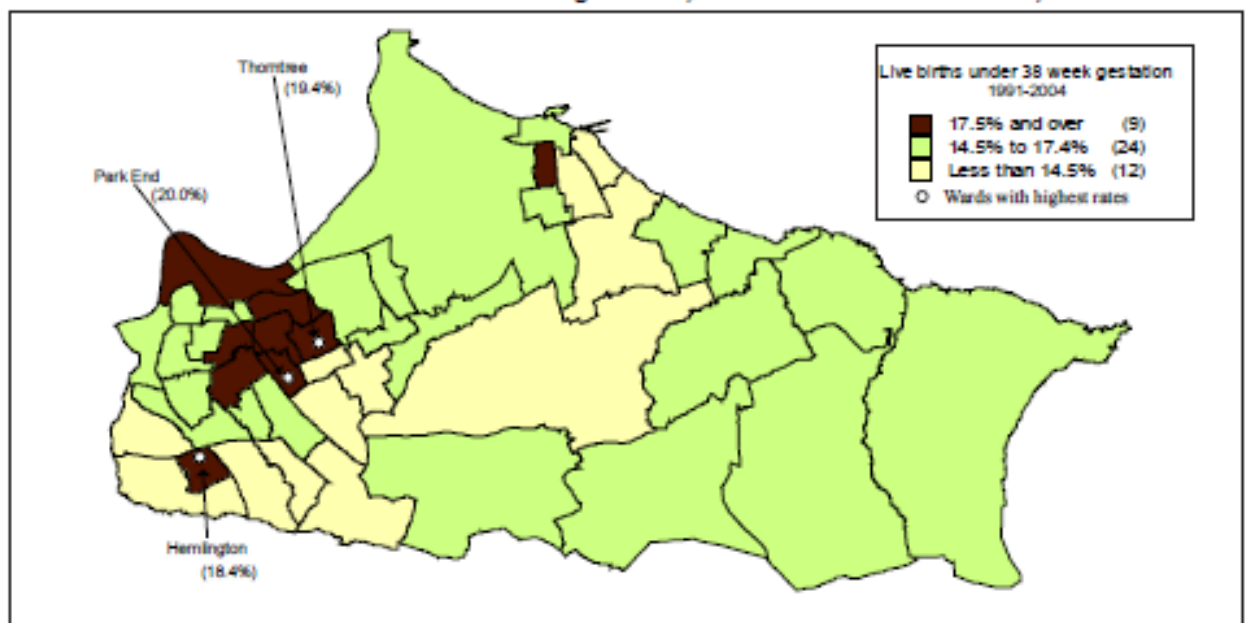 Thorntree
(19.4%)
Park End
(20.0%)
Hemlington
(18.4%)
Live births under 38 week gestation
1991-2004
17.5% and over (9)
14.5% to 17.4% (24)
Less than 14.5% (12)
Wards with highest rates